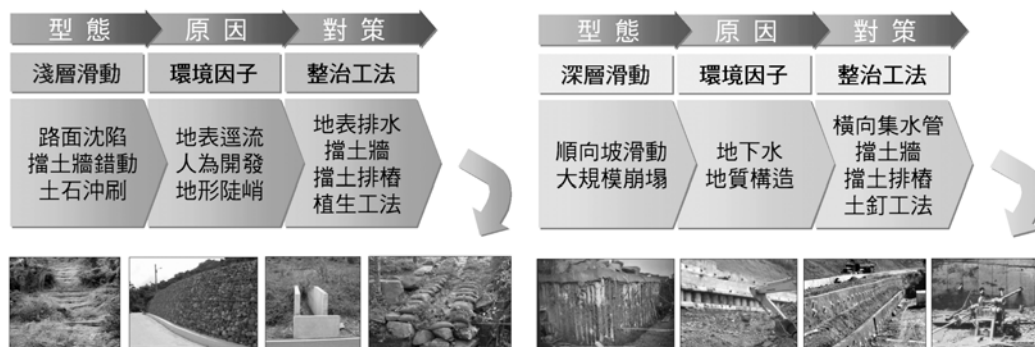 型態 原因 對策
淺層滑動 環境因子 整治工法
路面沈陷
擋土牆錯動
土石沖刷
地表逕流
人為開發
地形陡峭
地表排水
擋土牆
擋土排樁
植生工法
型態 原因 對策
深層滑動 環境因子 整治工法
順向坡滑動
大規模崩塌
地下水
地質構造
橫向集水管
擋土牆
擋土排樁
土釘工法